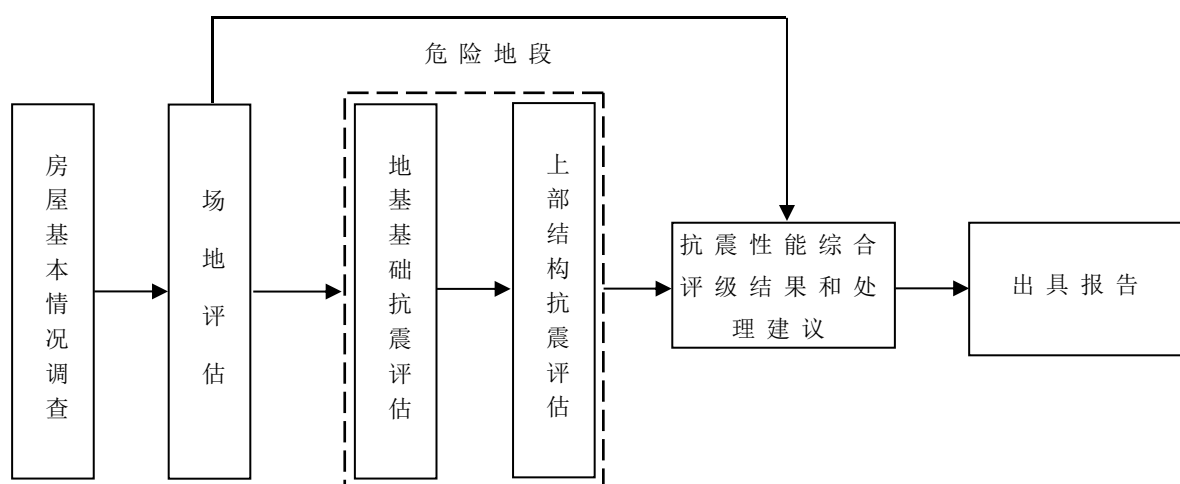 危险地段
房屋基本情况调查
场地评估
地基基础抗震评估
上部结构抗震评估
抗震性能综合
评级结果和处
理建议
出具报告